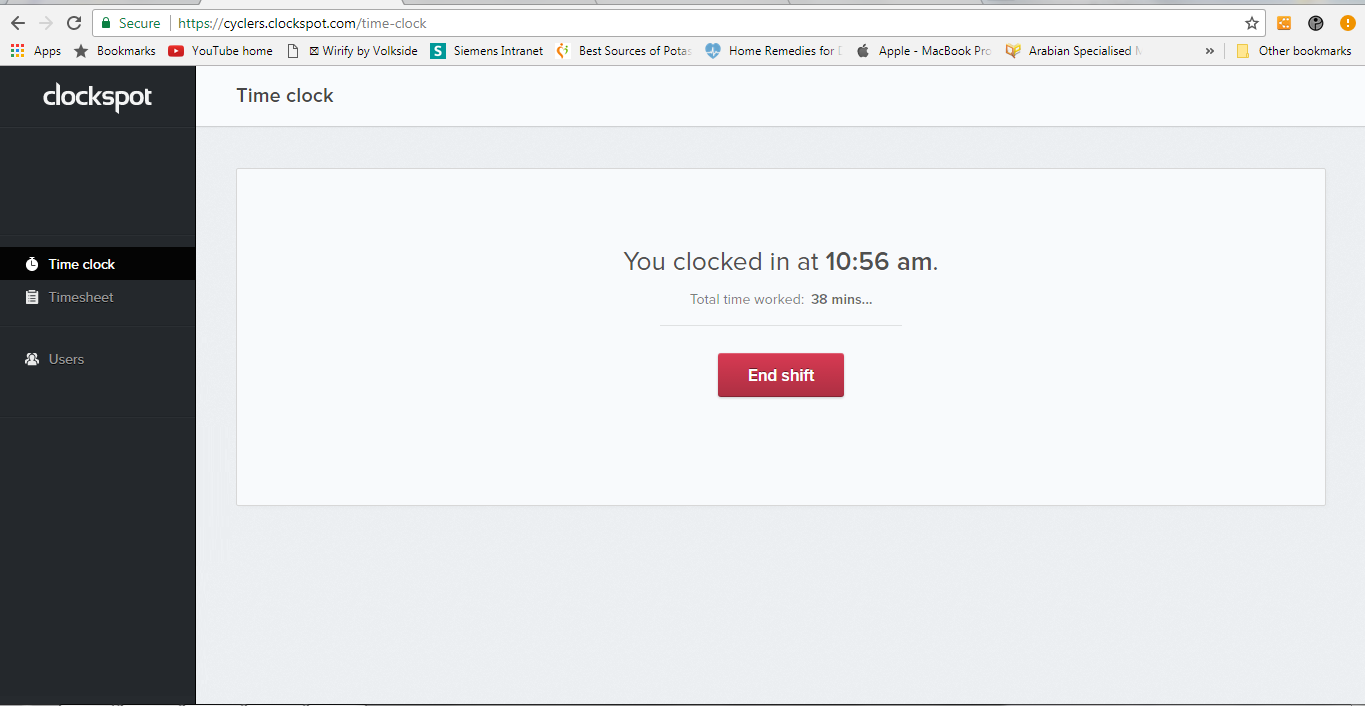 Secure https://cyclers.clockspot.com/time-clock
Apps Bookmarks YouTube home Wirify by Volkside S Siemens Intranet Best Sources of Potas Home Remedies for Apple - MacBook Pro Arabian Specialised » Other bookmarks
clockspot
Time clock
Time clock
Timesheet
Users
You clocked in at 10:56 am.
Total time worked: 38 mins...
End shift